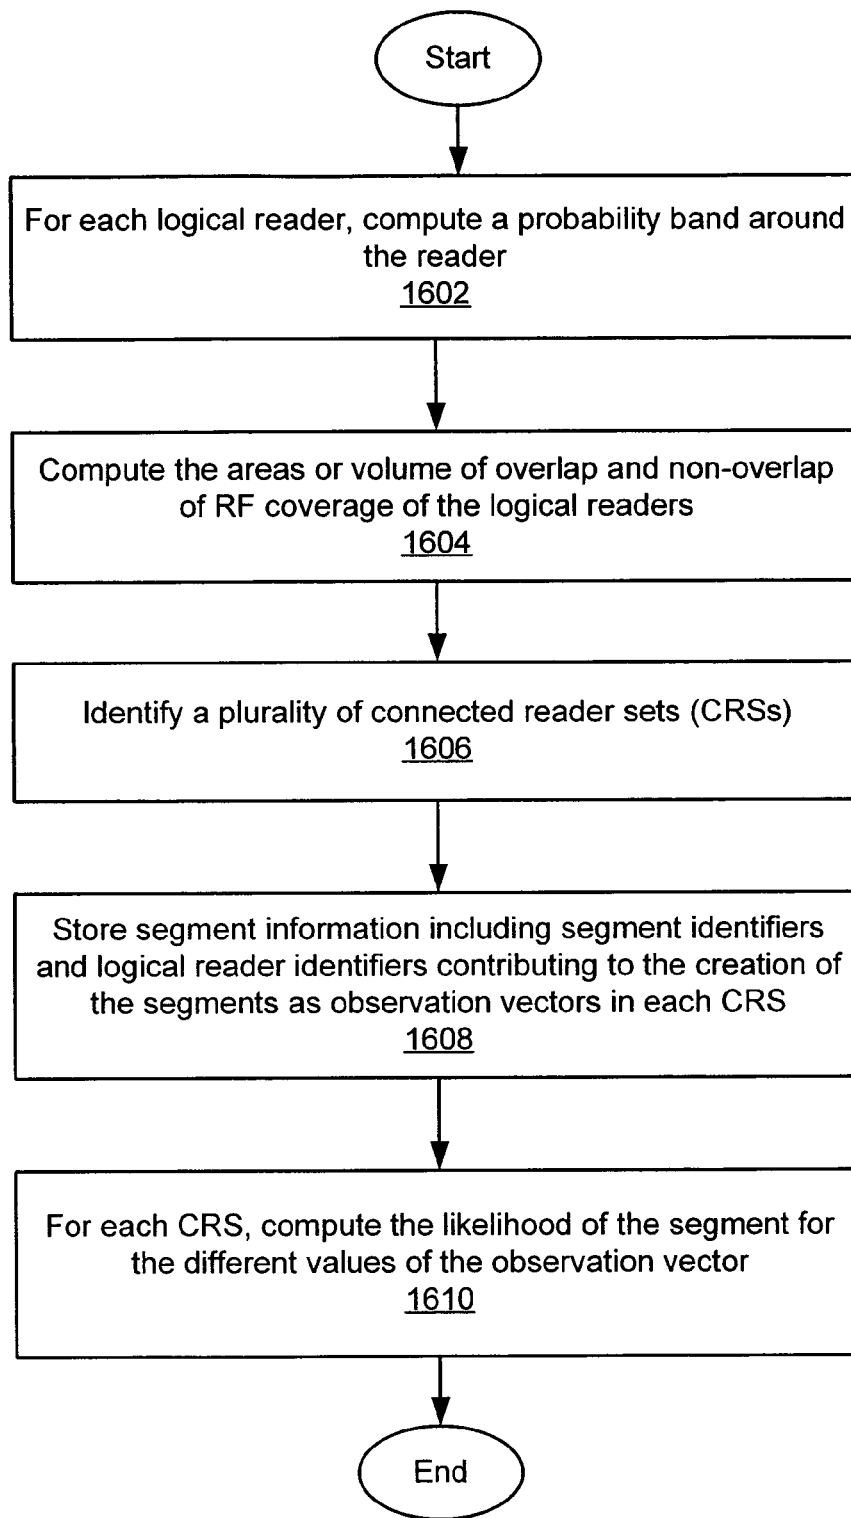 Start
For each logical reader, compute a probability band around
the reader
1602
Compute the areas or volume of overlap and non-overlap
of RF coverage of the logical readers
1604
Identify a plurality of connected reader sets (CRSs)
1606
Store segment information including segment identifiers
and logical reader identifiers contributing to the creation of
the segments as observation vectors in each CRS
1608
For each CRS, compute the likelihood of the segment for
the different values of the observation vector
1610
End